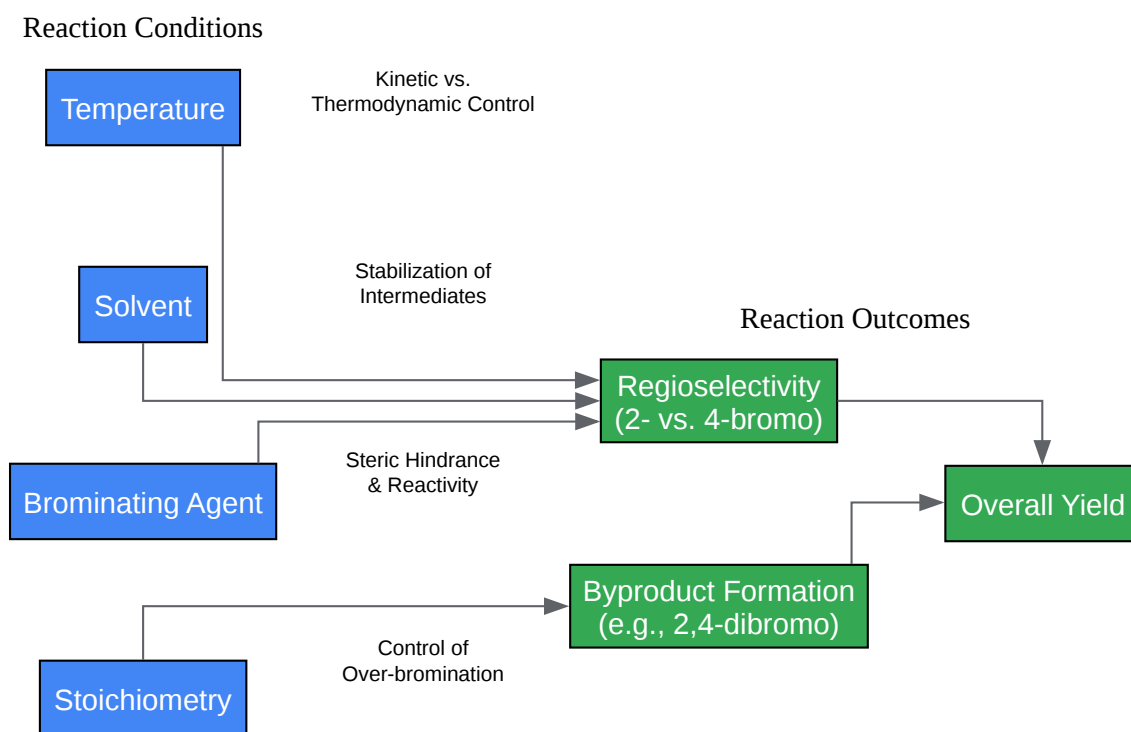 Reaction Conditions
Temperature
Kinetic vs.
Thermodynamic Control
Solvent
Stabilization of
Intermediates
Reaction Outcomes
Regioselectivity
(2- vs. 4-bromo)
Brominating Agent
Steric Hindrance
& Reactivity
Overall Yield
Byproduct Formation
(e.g., 2,4-dibromo)
Control of
Over-bromination
Stoichiometry